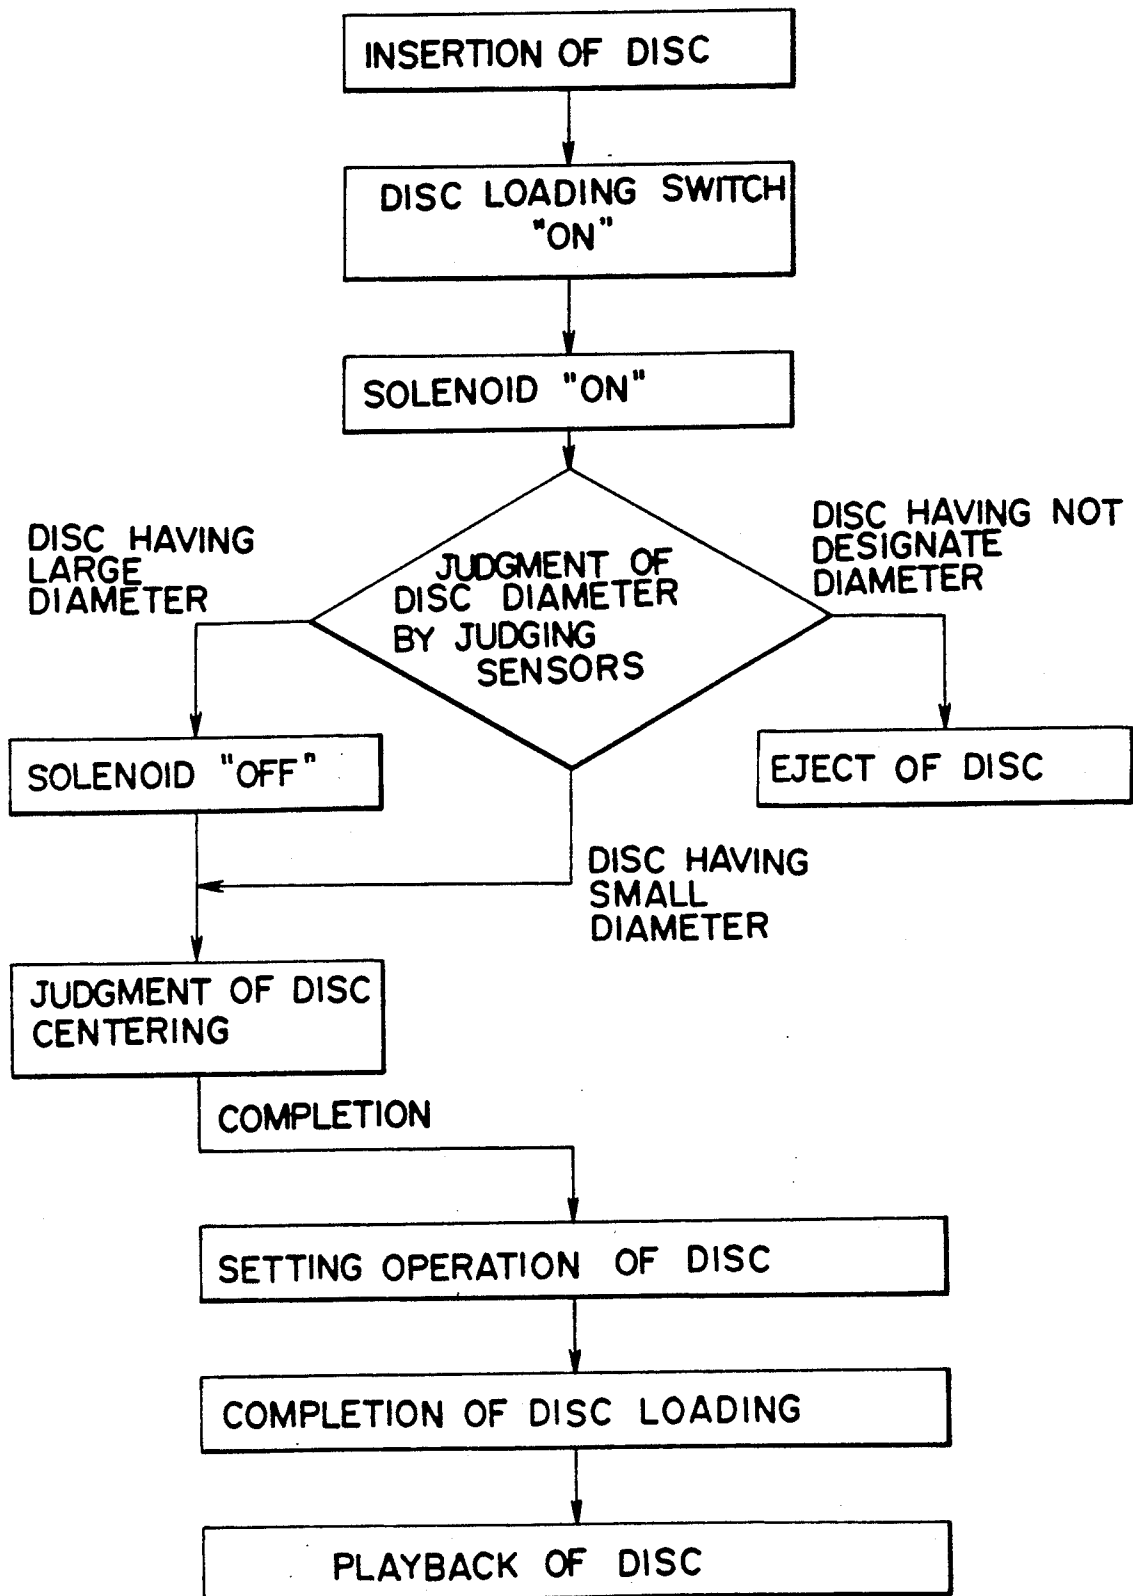 INSERTION OF DISC
DISC LOADING SWITCH
"ON"
SOLENOID "ON"
DISC HAVING
LARGE
DIAMETER
JUDGMENT OF
DISC DIAMETER
BY JUDGING
SENSORS
DISC HAVING NOT
DESIGNATE
DIAMETER
SOLENOID "OFF"
EJECT OF DISC
DISC HAVING
SMALL
DIAMETER
JUDGMENT OF DISC
CENTERING
COMPLETION
SETTING OPERATION OF DISC
COMPLETION OF DISC LOADING
PLAYBACK OF DISC